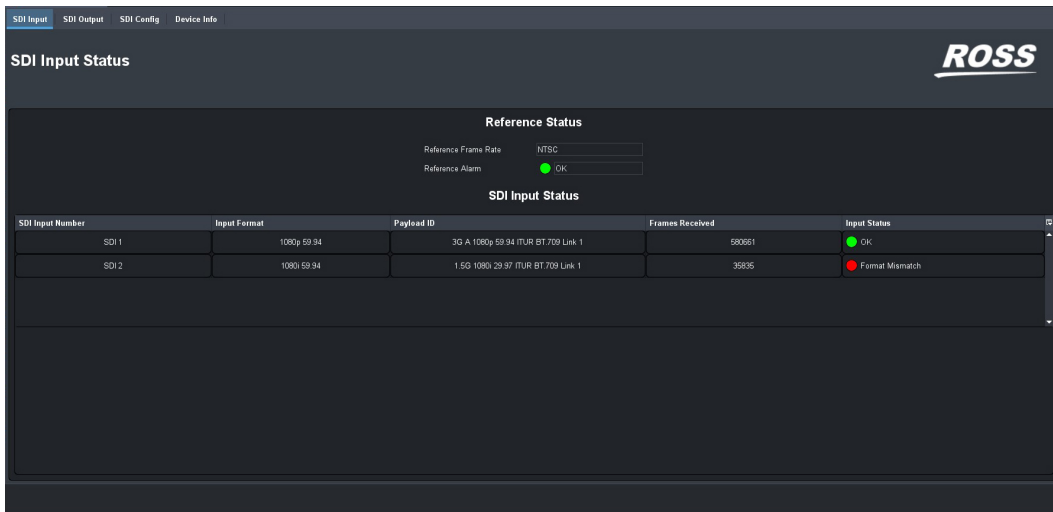 SDI Input SDI Output SDI Config Device Info
SDI Input Status
ROSS
Reference Status
Reference Frame Rate NTSC
Reference Alarm OK
SDI Input Status
SDI Input Number Input Format Payload ID Frames Received Input Status
SDI 1 1080p 59.94 3G A 1080p 59.94 ITUR BT.709 Link 1 580661 OK
SDI 2 1080i 59.94 1.5G 1080i 29.97 ITUR BT.709 Link 1 35835 Format Mismatch